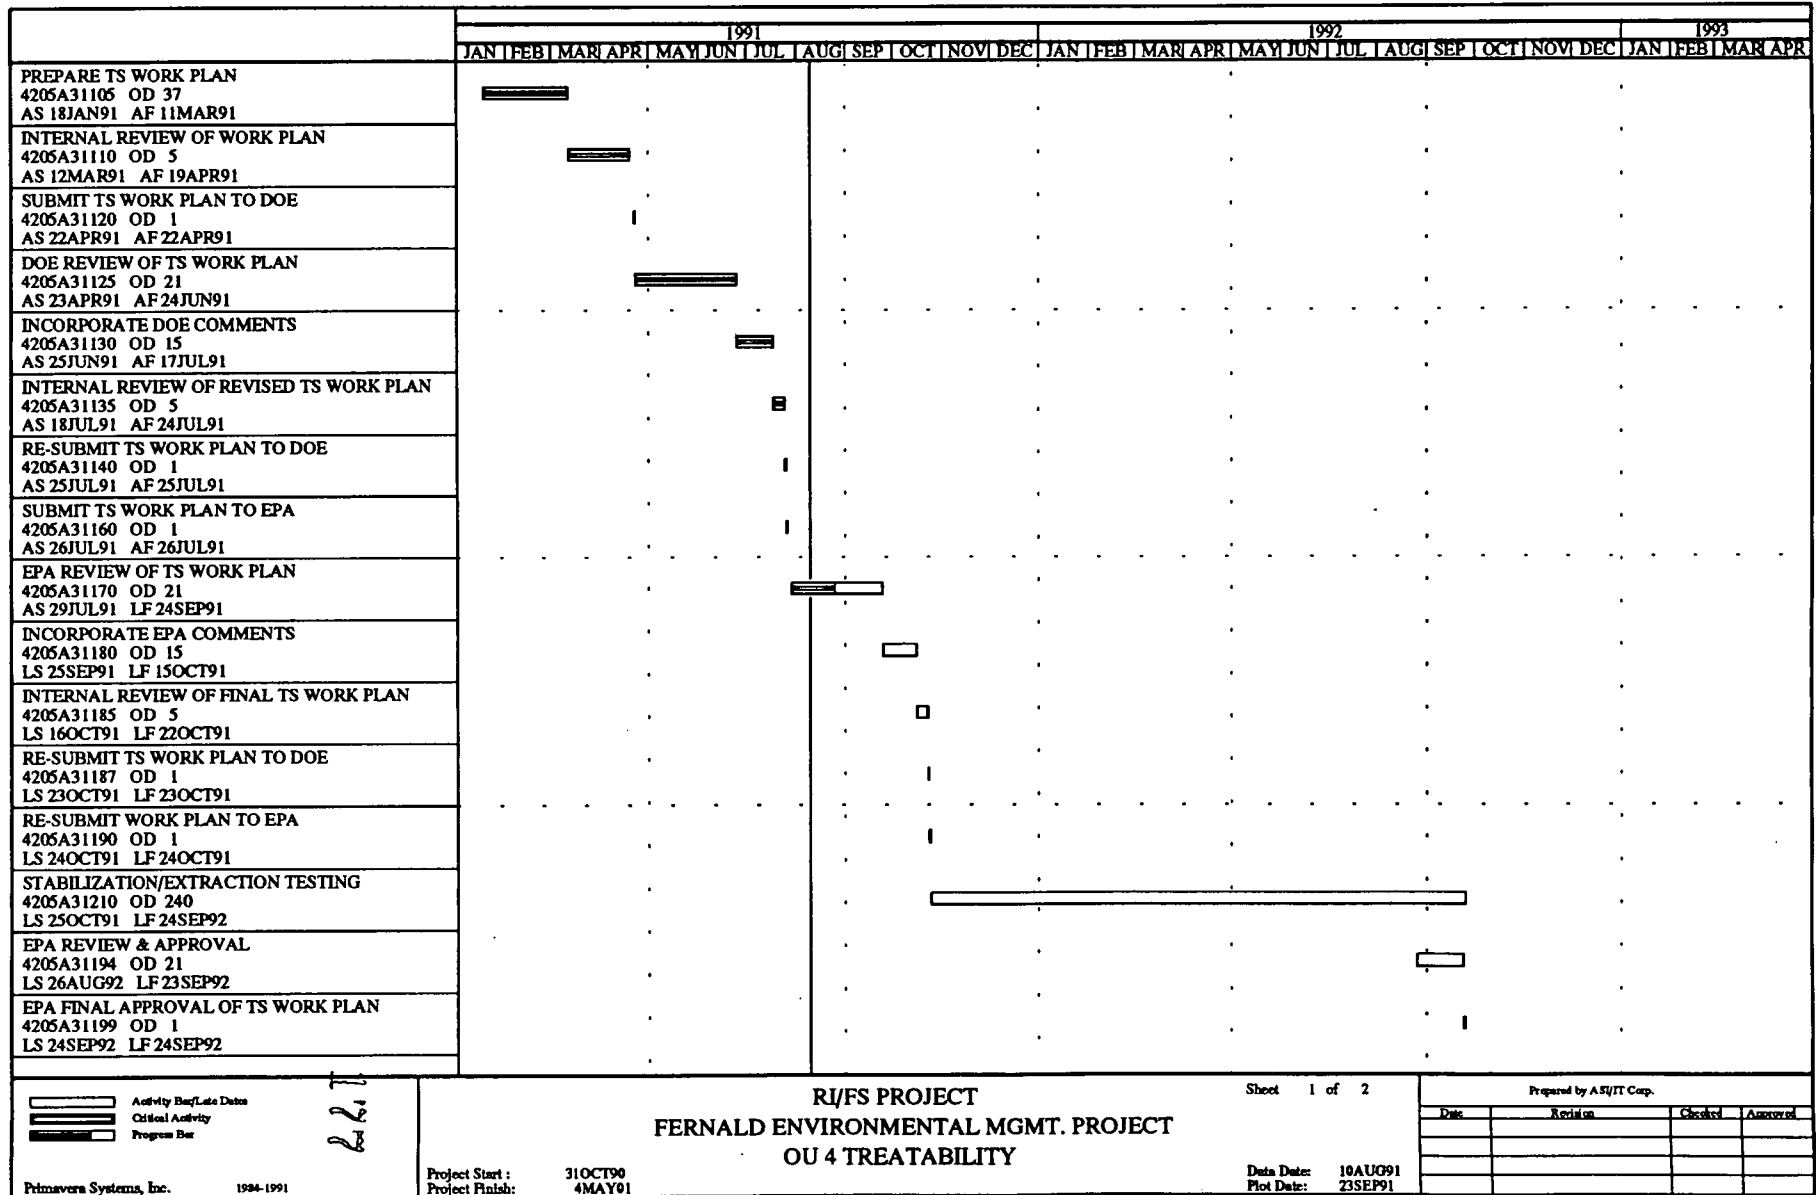 1991 1992 1993
JAN FEB MAR APR MAY JUN JUL AUG SEP OCT NOV DEC JAN FEB MAR APR MAY JUN JUL AUG SEP OCT NOV DEC JAN FEB MAR APR
PREPARE TS WORK PLAN
4205A31105 OD 37
AS 18JAN91 AF 11MAR91
INTERNAL REVIEW OF WORK PLAN
4205A31110 OD 5
AS 12MAR91 AF 19APR91
SUBMIT TS WORK PLAN TO DOE
4205A31120 OD 1
AS 22APR91 AF 22APR91
DOE REVIEW OF TS WORK PLAN
4205A31125 OD 21
AS 23APR91 AF 24JUN91
INCORPORATE DOE COMMENTS
4205A31130 OD 15
AS 25JUN91 AF 17JUL91
INTERNAL REVIEW OF REVISED TS WORK PLAN
4205A31135 OD 5
AS 18JUL91 AF 24JUL91
RE-SUBMIT TS WORK PLAN TO DOE
4205A31140 OD 1
AS 25JUL91 AF 25JUL91
SUBMIT TS WORK PLAN TO EPA
4205A31160 OD 1
AS 26JUL91 AF 26JUL91
EPA REVIEW OF TS WORK PLAN
4205A31170 OD 21
AS 29JUL91 LF 24SEP91
INCORPORATE EPA COMMENTS
4205A31180 OD 15
LS 25SEP91 LF 15OCT91
INTERNAL REVIEW OF FINAL TS WORK PLAN
4205A31185 OD 5
LS 16OCT91 LF 22OCT91
RE-SUBMIT TS WORK PLAN TO DOE
4205A31187 OD 1
LS 23OCT91 LF 23OCT91
RE-SUBMIT WORK PLAN TO EPA
4205A31190 OD 1
LS 24OCT91 LF 24OCT91
STABILIZATION/EXTRACTION TESTING
4205A31210 OD 240
LS 25OCT91 LF 24SEP92
EPA REVIEW & APPROVAL
4205A31194 OD 21
LS 26AUG92 LF 23SEP92
EPA FINAL APPROVAL OF TS WORK PLAN
4205A31199 OD 1
LS 24SEP92 LF 24SEP92
Activity Bar/Late Dates
Critical Activity
Progress Bar
Primavera Systems, Inc. 1984-1991
RI/FS PROJECT
FERNALD ENVIRONMENTAL MGMT. PROJECT
OU 4 TREATABILITY
Project Start : 31OCT90
Project Finish: 4MAY01
Sheet 1 of 2
Data Date: 10AUG91
Plot Date: 23SEP91
Prepared by ASI/IT Corp.
Date Revision Checked Approved